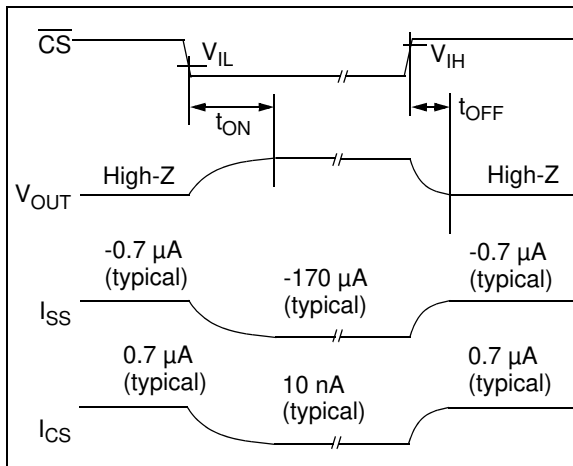 CS
V_IL
V_IH
t_ON
t_OFF
V_OUT
High-Z
High-Z
-0.7 µA
(typical)
-170 µA
(typical)
-0.7 µA
(typical)
I_SS
0.7 µA
(typical)
10 nA
(typical)
0.7 µA
(typical)
I_CS